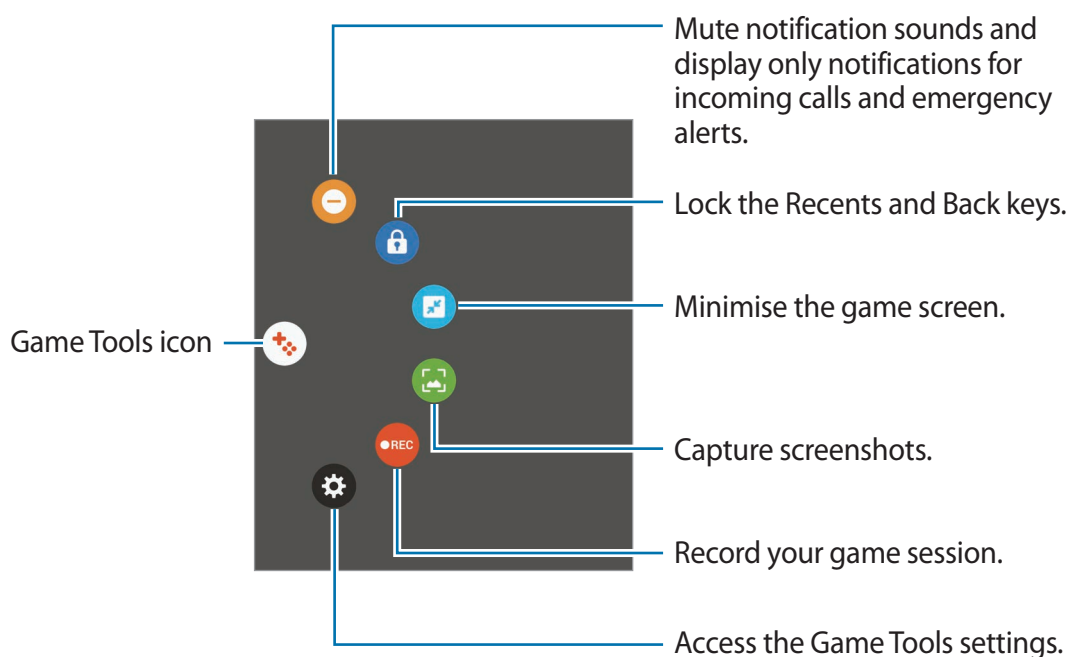 Mute notification sounds and
display only notifications for
incoming calls and emergency
alerts.
Lock the Recents and Back keys.
Minimise the game screen.
Game Tools icon
Capture screenshots.
REC
Record your game session.
Access the Game Tools settings.